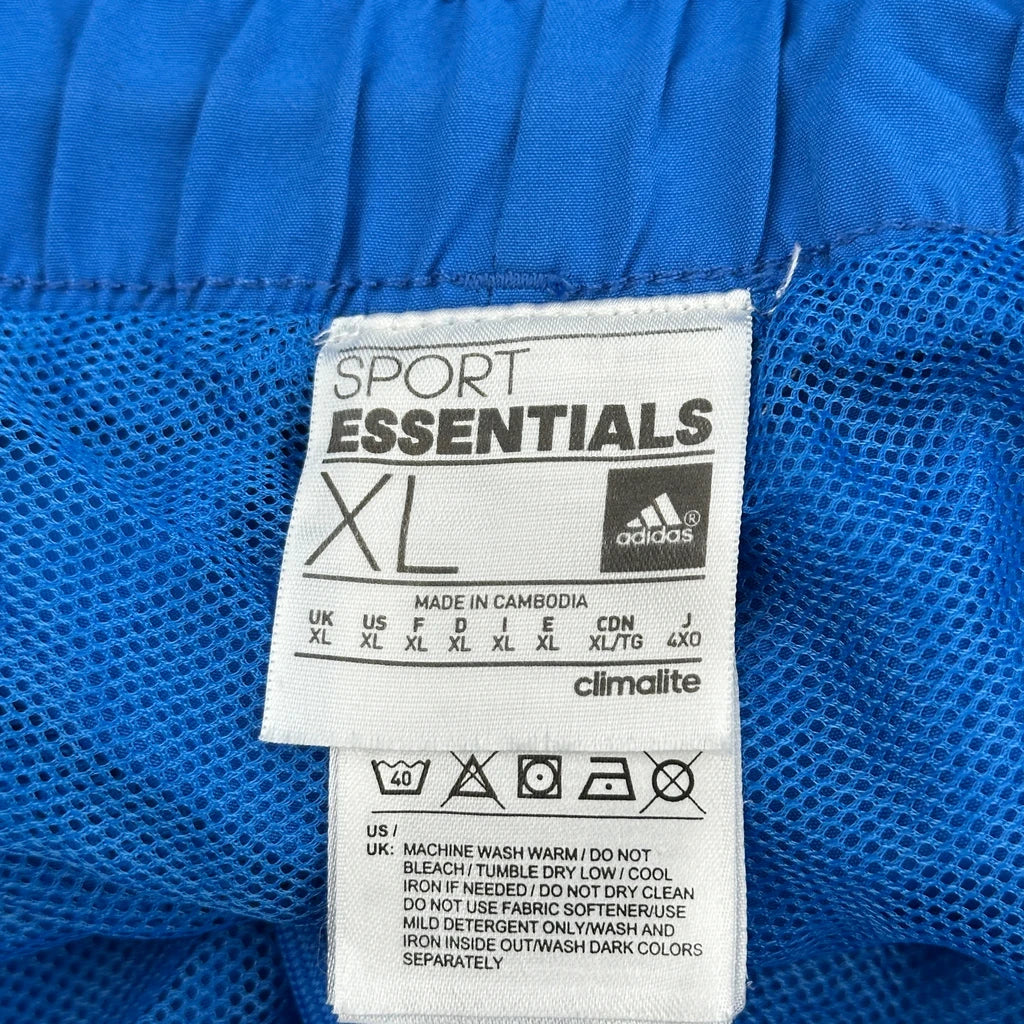 SPORT
ESSENTIALS
XL
adidas®
MADE IN CAMBODIA
UK US F D I E CDN J
XL XL XL XL XL XL XL/TG 4XO
climalite
40
US /
UK: MACHINE WASH WARM / DO NOT
BLEACH / TUMBLE DRY LOW / COOL
IRON IF NEEDED / DO NOT DRY CLEAN
DO NOT USE FABRIC SOFTENER/USE
MILD DETERGENT ONLY/WASH AND
IRON INSIDE OUT/WASH DARK COLORS
SEPARATELY